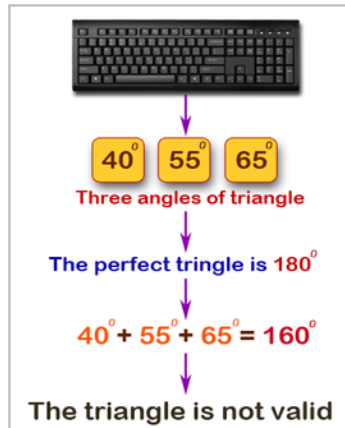 40° 55° 65°
Three angles of triangle
The perfect tringle is 180°
40° + 55° + 65° = 160°
The triangle is not valid